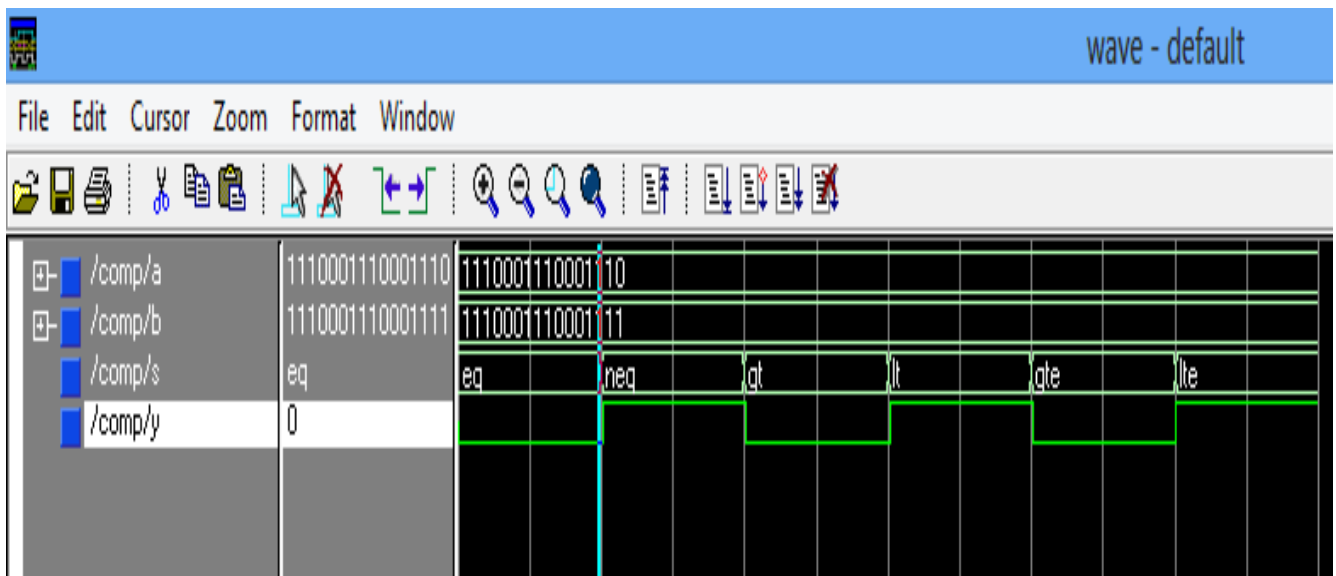 wave - default
File Edit Cursor Zoom Format Window
/comp/a 1110001110001110 1110001110001110
/comp/b 1110001110001111 1110001110001111
/comp/s eq eq neq gt lt gte lte
/comp/y 0